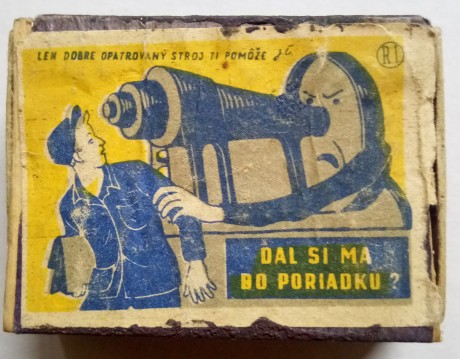 LEN DOBRE OPATROVANÝ STROJ TI POMÔŽE
R1
DAL SI MA
DO PORIADKU?